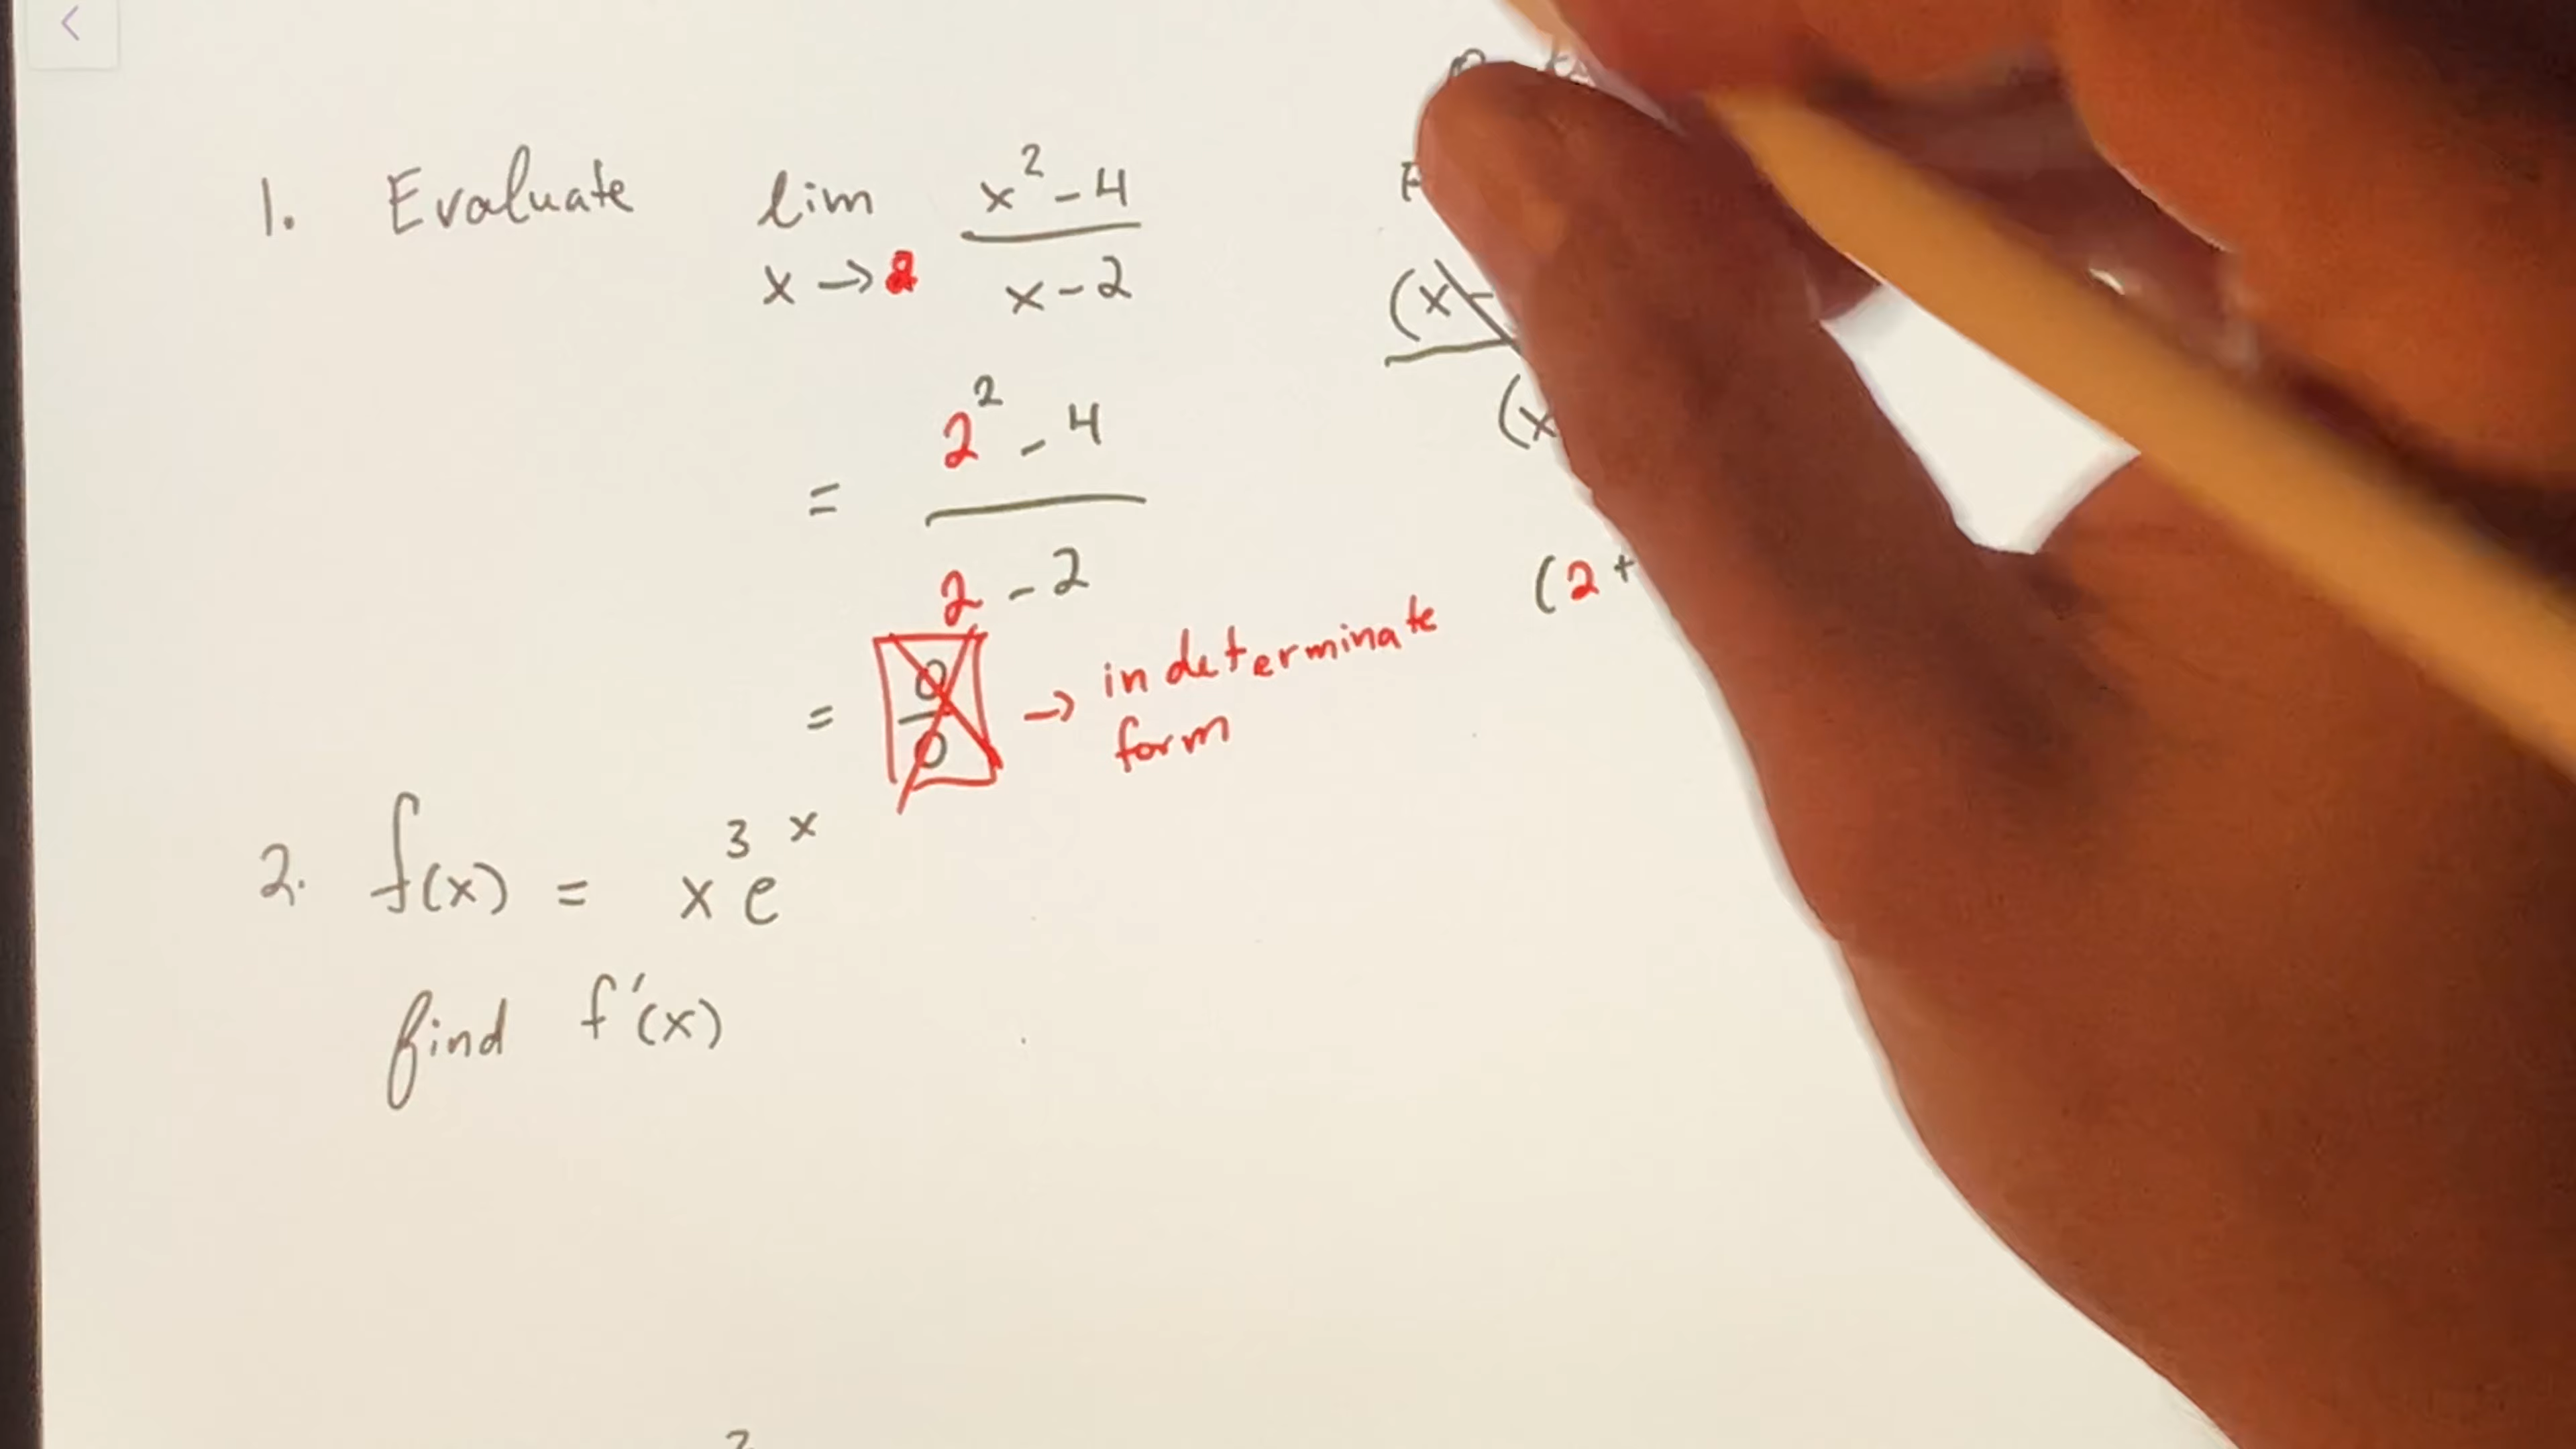 1. Evaluate lim x→2 x²-4 / x-2
= 2²-4 / 2-2
= 0/0 → indeterminate
form
2. f(x) = x³eˣ
find f'(x)
(x
(x
(2+